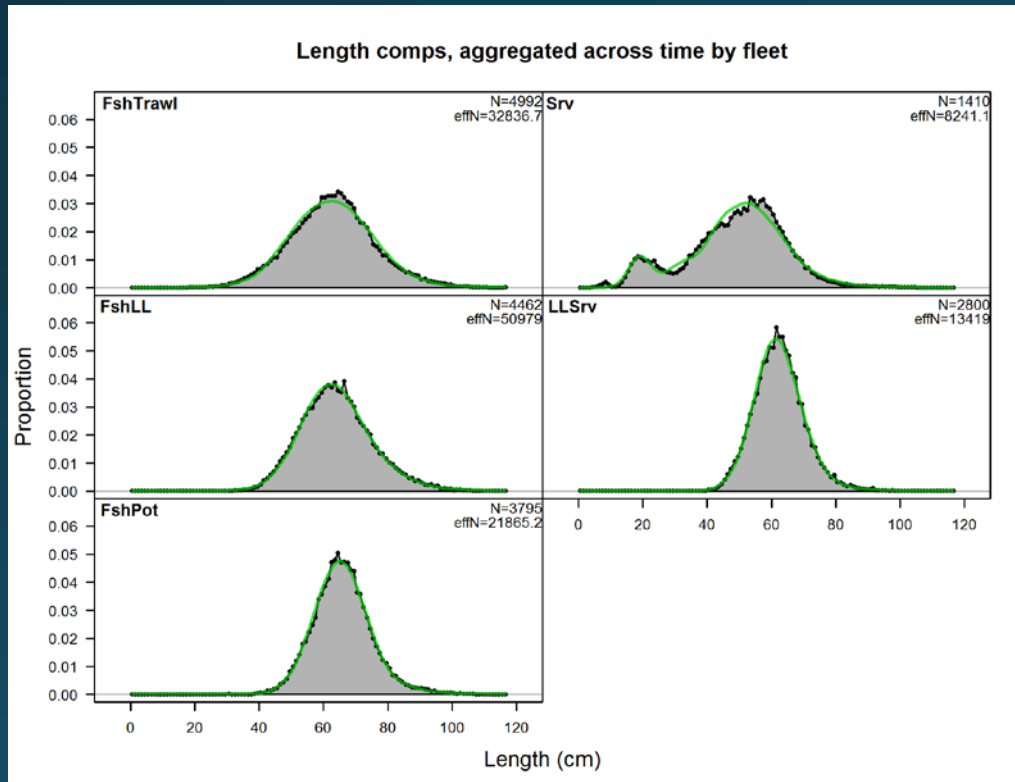 Length comps, aggregated across time by fleet
FshTrawl
N=4992
effN=32836.7
Srv
N=1410
effN=8241.1
0.06
0.05
0.04
0.03
0.02
0.01
0.00
FshLL
N=4462
effN=50979
LLSrv
N=2800
effN=13419
0.06
0.05
0.04
0.03
0.02
0.01
0.00
0 20 40 60 80 100 120
FshPot
N=3795
effN=21865.2
0.06
0.05
0.04
0.03
0.02
0.01
0.00
0 20 40 60 80 100 120
Proportion
Length (cm)